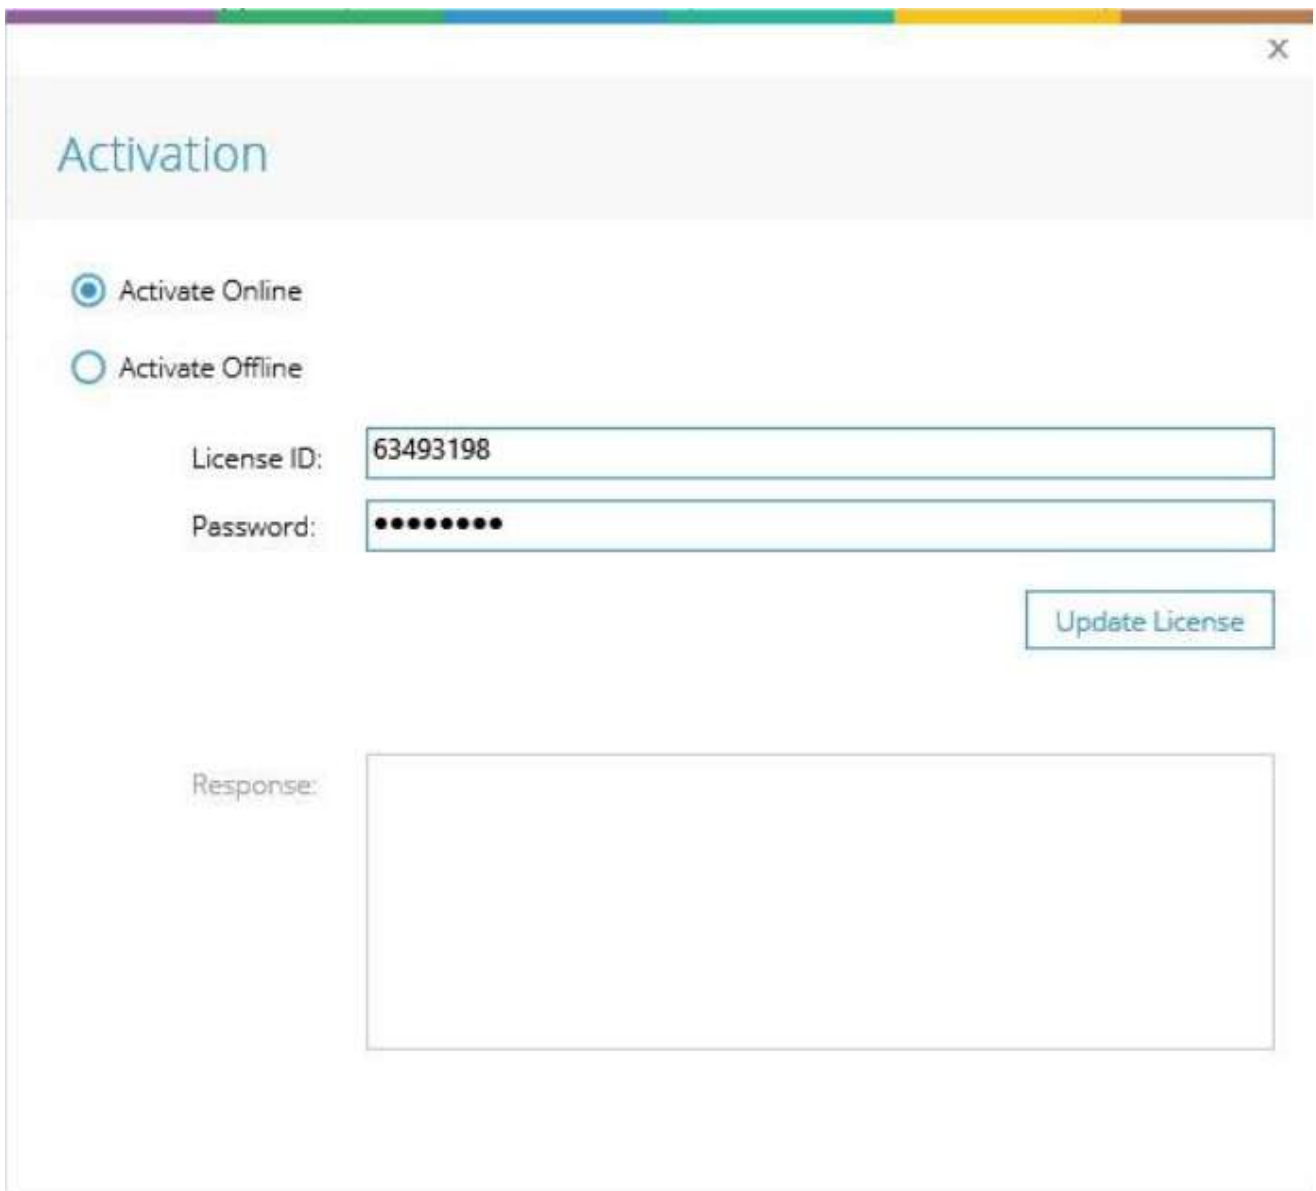 X
Activation
Activate Online
Activate Offline
License ID: 63493198
Password: ••••••••
Update License
Response: